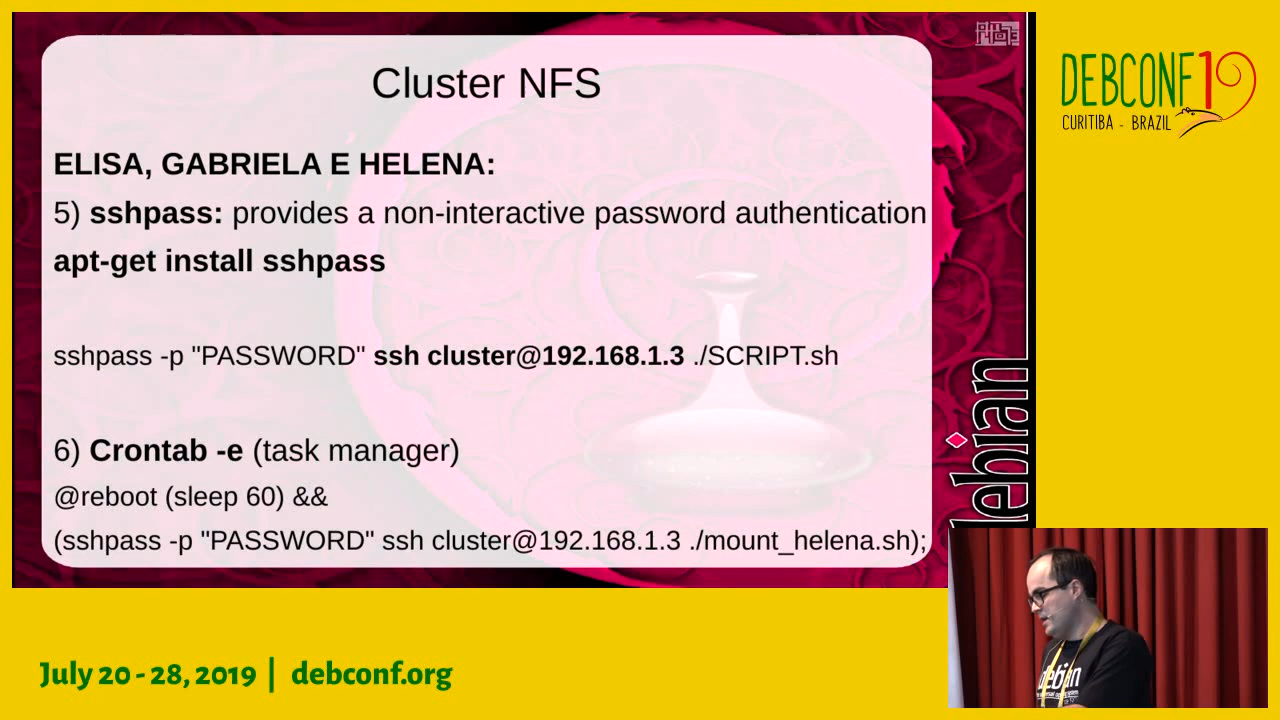 Cluster NFS
ELISA, GABRIELA E HELENA:
5) sshpass: provides a non-interactive password authentication
apt-get install sshpass
sshpass -p "PASSWORD" ssh cluster@192.168.1.3 ./SCRIPT.sh
6) Crontab -e (task manager)
@reboot (sleep 60) &&
(sshpass -p "PASSWORD" ssh cluster@192.168.1.3 ./mount_helena.sh);
debian
DEBCONF19
CURITIBA - BRAZIL
debian
July 20 - 28, 2019 | debconf.org